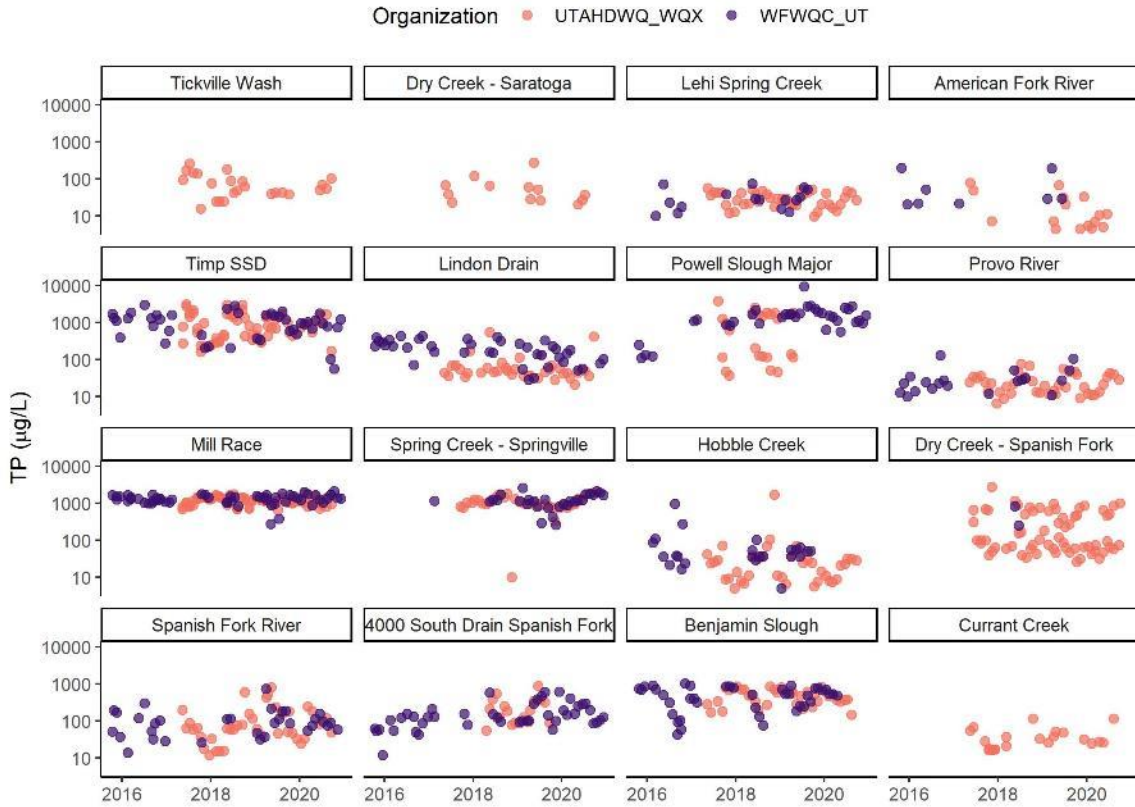 Organization UTAHDWQ_WQX WFWQC_UT
Tickville Wash Dry Creek - Saratoga Lehi Spring Creek American Fork River
10000
1000
100
10
Timp SSD Lindon Drain Powell Slough Major Provo River
10000
1000
100
10
TP (µg/L)
Mill Race Spring Creek - Springville Hobble Creek Dry Creek - Spanish Fork
10000
1000
100
10
Spanish Fork River 4000 South Drain Spanish Fork Benjamin Slough Currant Creek
10000
1000
100
10
2016 2018 2020 2016 2018 2020 2016 2018 2020 2016 2018 2020